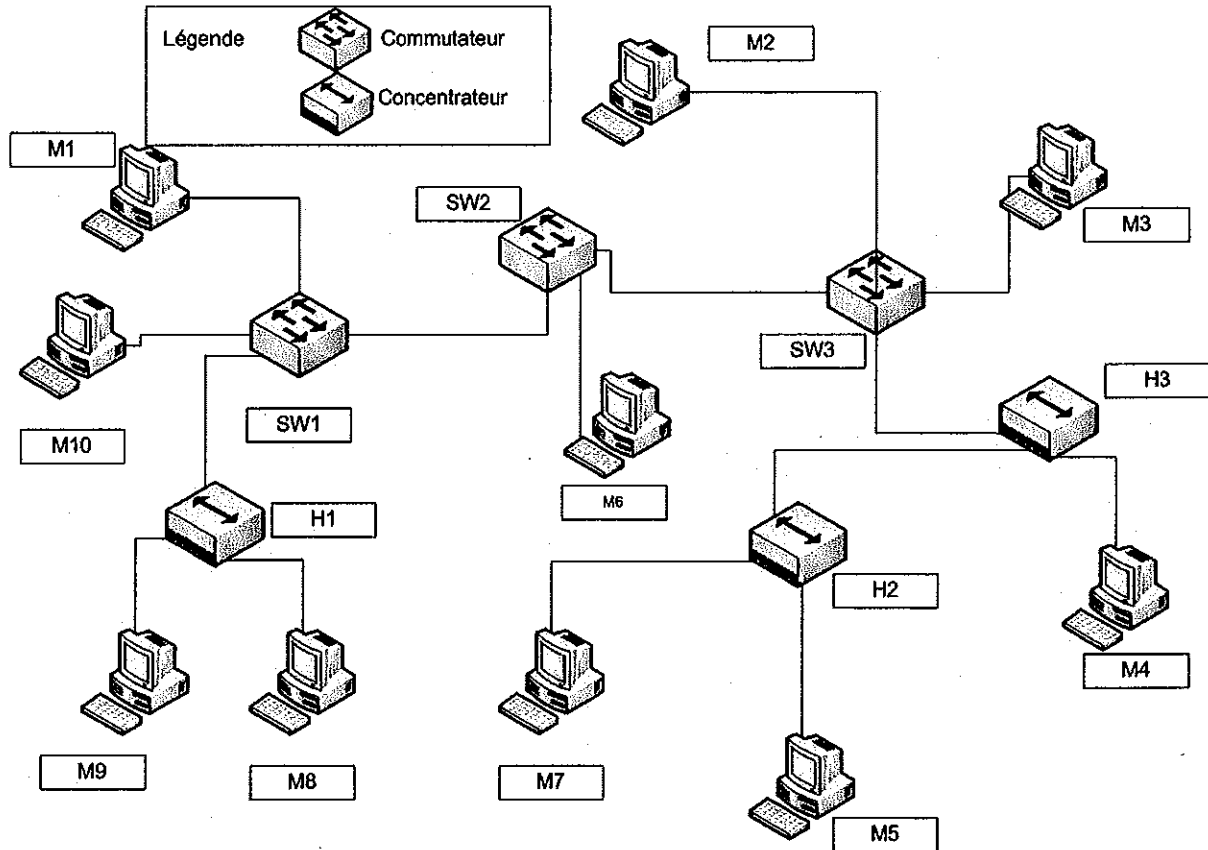 Légende
Commutateur
Concentrateur
M2
M1
SW2
M3
SW3
H3
M10
SW1
M6
H1
H2
M4
M9
M8
M7
M5